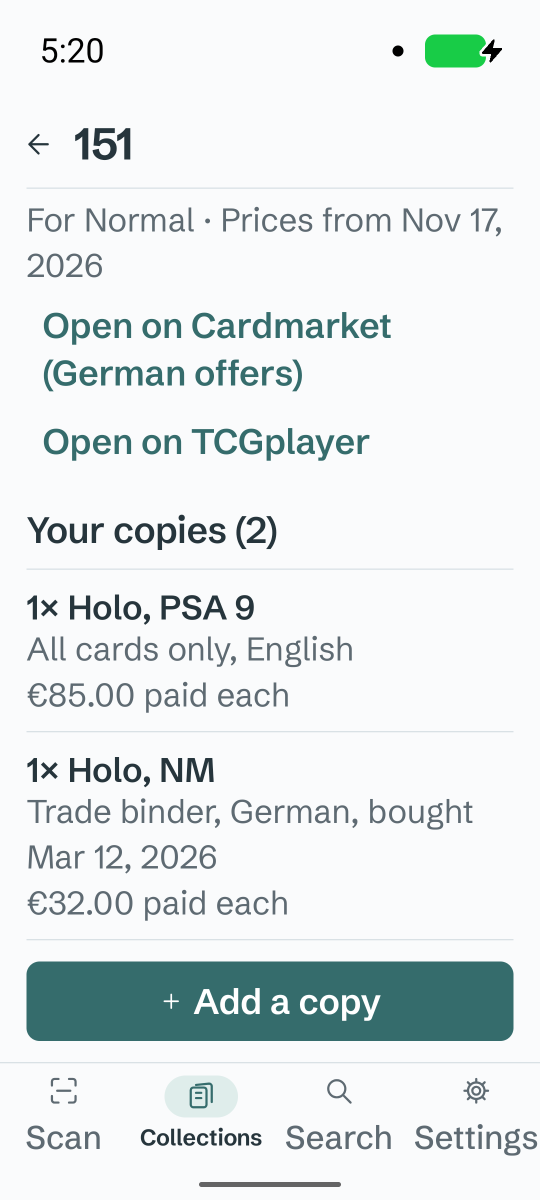 5:20
151
For Normal · Prices from Nov 17,
2026
Open on Cardmarket
(German offers)
Open on TCGplayer
Your copies (2)
1× Holo, PSA 9
All cards only, English
€85.00 paid each
1× Holo, NM
Trade binder, German, bought
Mar 12, 2026
€32.00 paid each
+ Add a copy
Scan Collections Search Settings